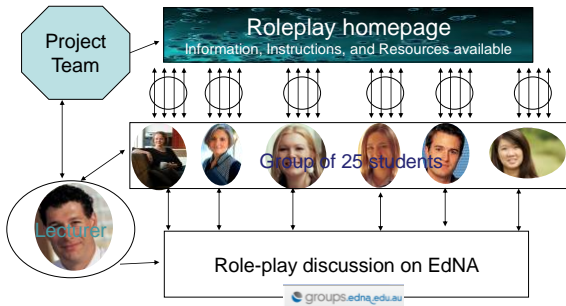 Project
Team
Roleplay homepage
Information, Instructions, and Resources available
Group of 25 students
Lecturer
Role-play discussion on EdNA
groups.edna.edu.au